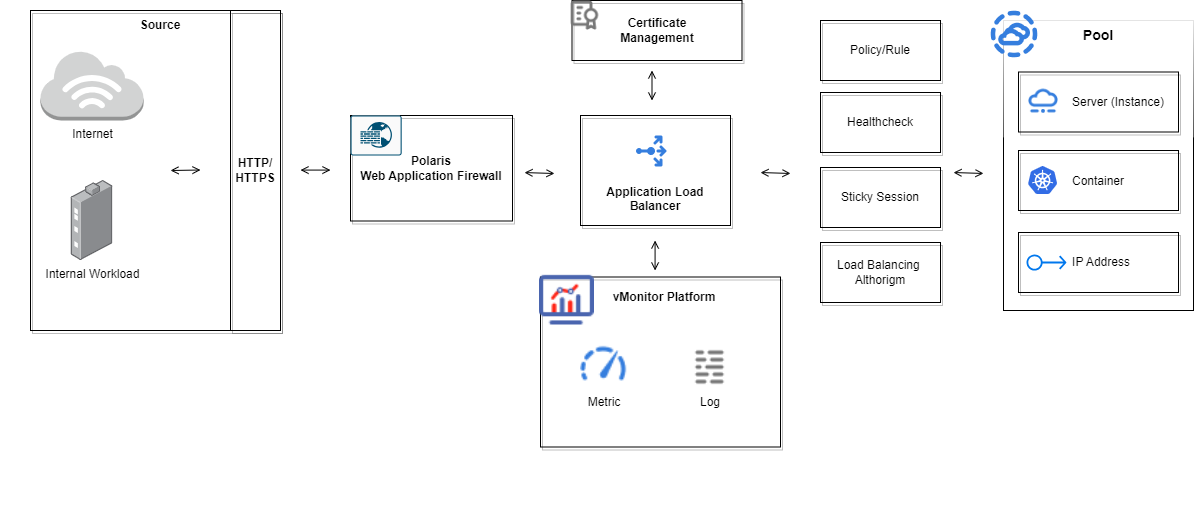 Source
Internet
Internal Workload
HTTP/
HTTPS
Polaris
Web Application Firewall
Certificate
Management
Application Load
Balancer
vMonitor Platform
Metric
Log
Policy/Rule
Healthcheck
Sticky Session
Load Balancing
Althorigm
Pool
Server (Instance)
Container
IP Address